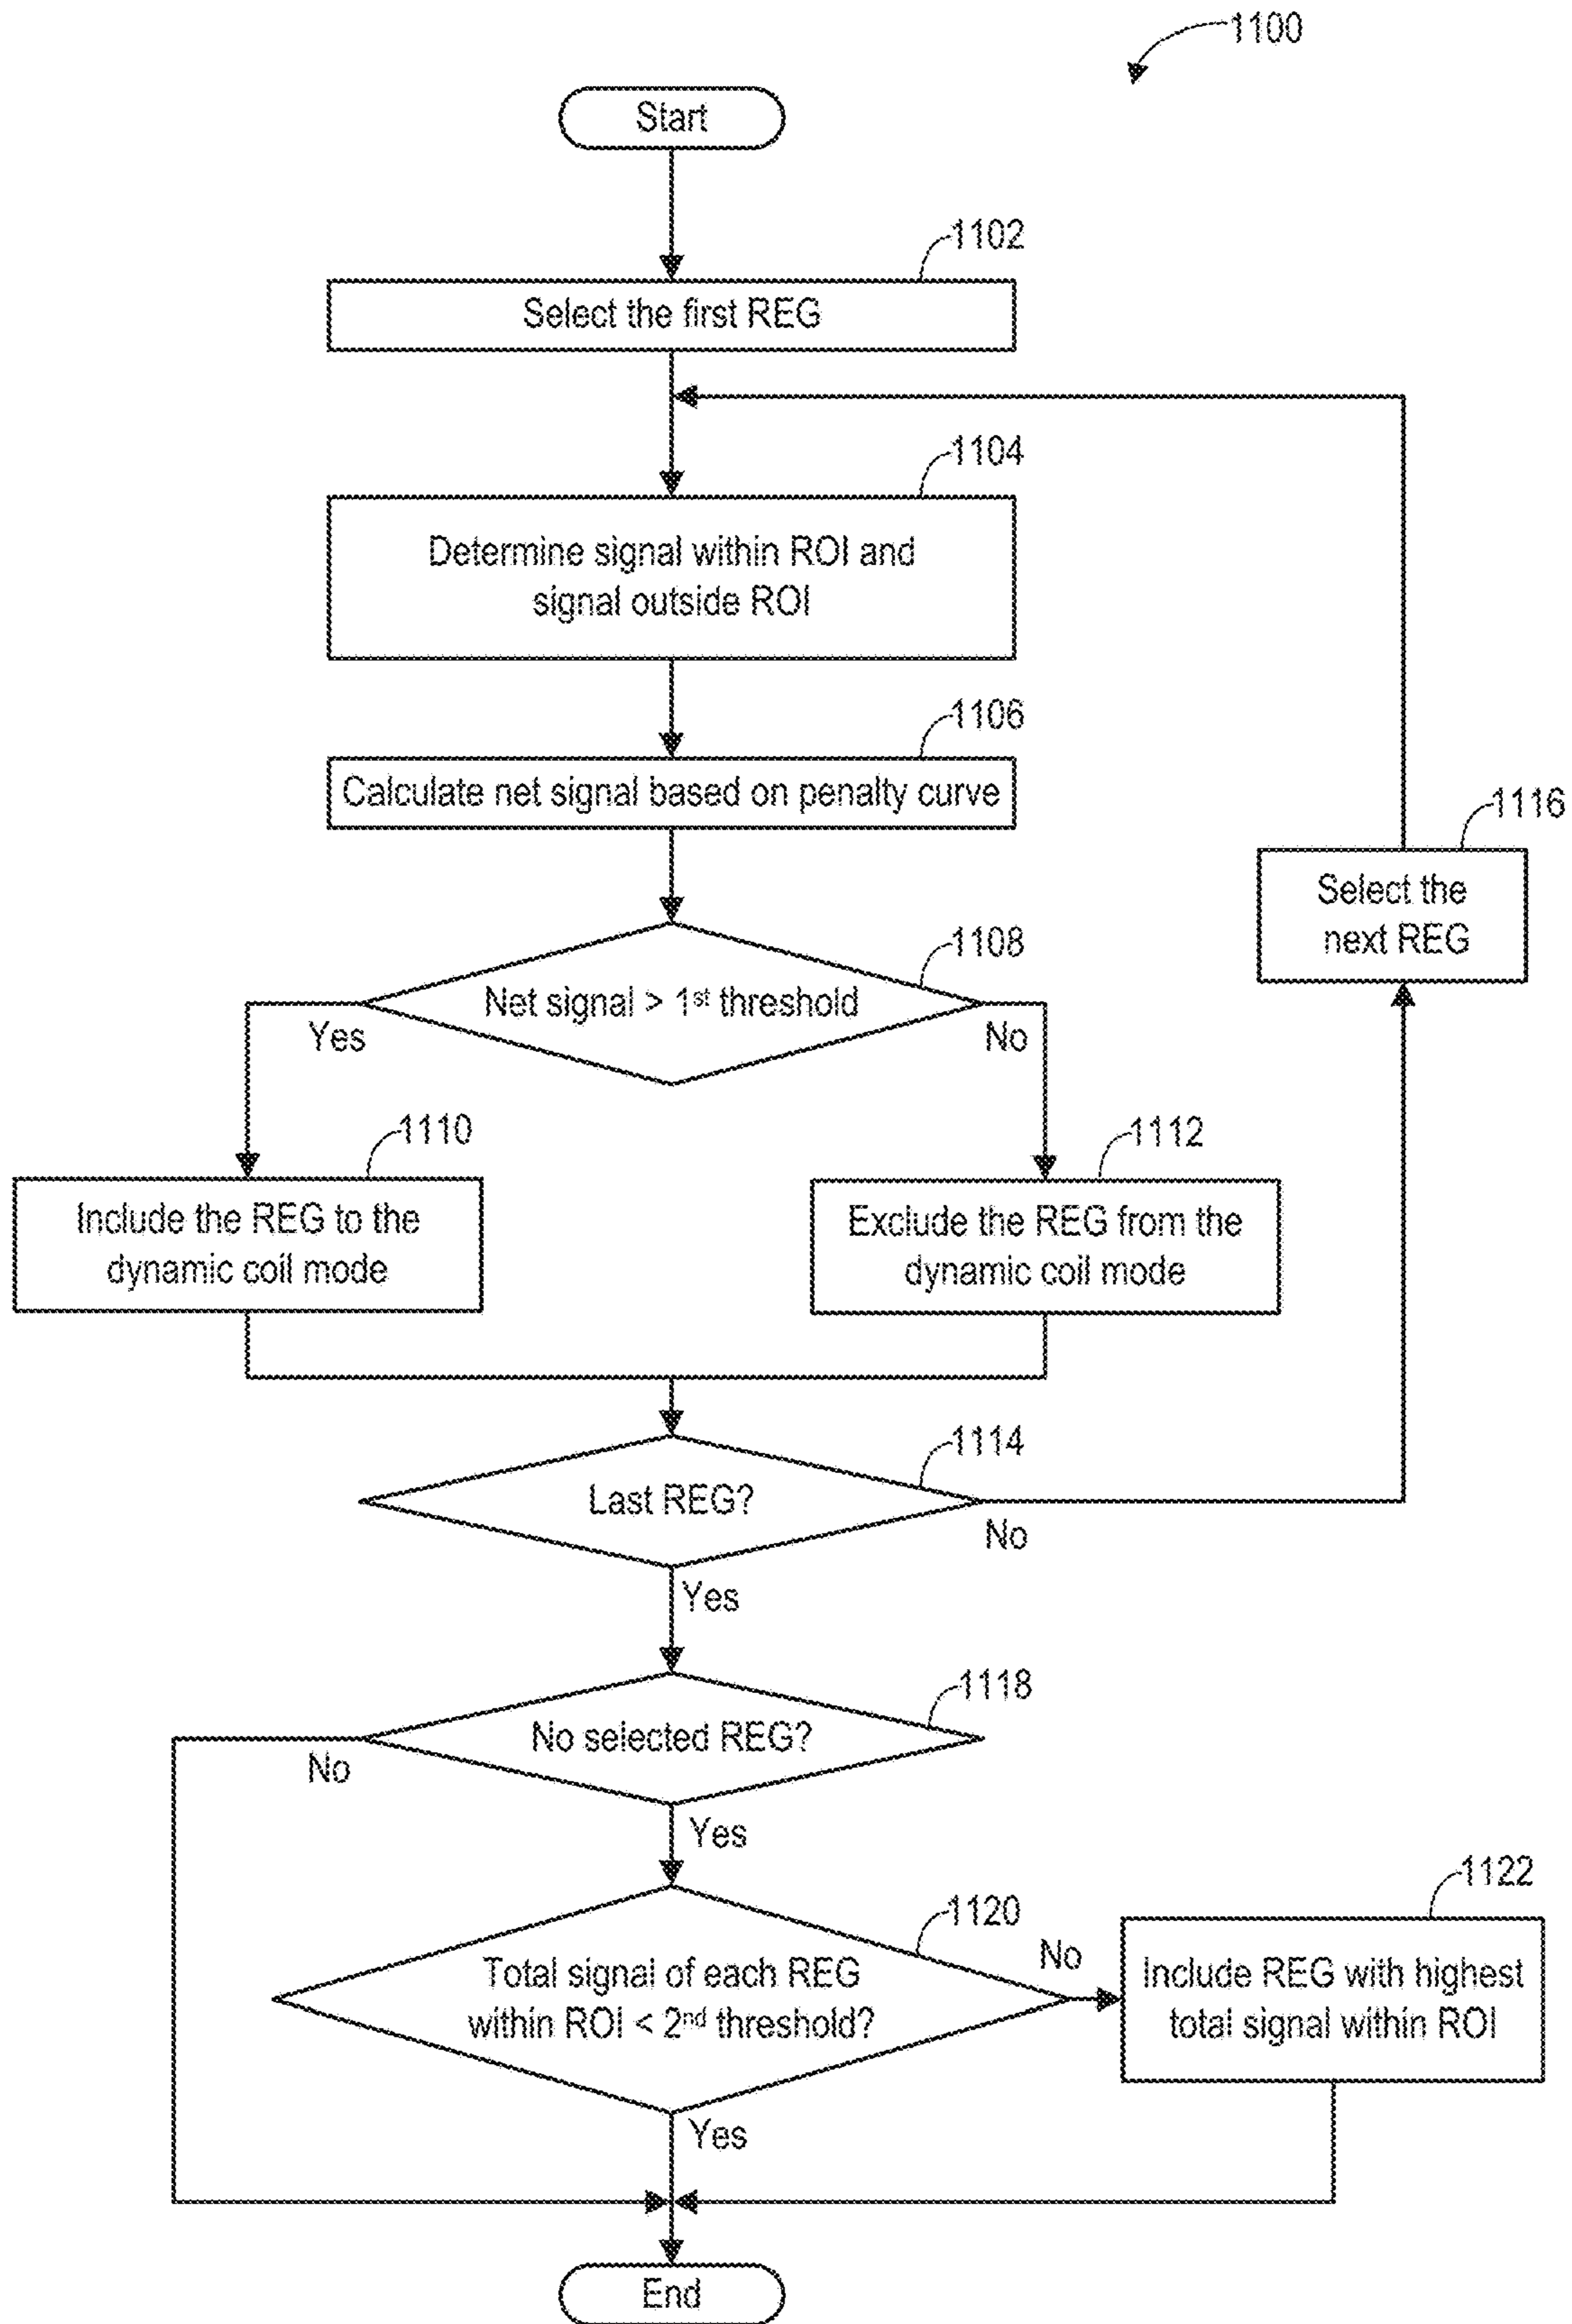 1100
Start
1102
Select the first REG
1104
Determine signal within ROI and
signal outside ROI
1106
Calculate net signal based on penalty curve
1116
Select the
next REG
1108
Net signal > 1st threshold
Yes
No
1110
Include the REG to the
dynamic coil mode
1112
Exclude the REG from the
dynamic coil mode
1114
Last REG?
No
Yes
1118
No selected REG?
No
Yes
1120
Total signal of each REG
within ROI < 2nd threshold?
No
1122
Include REG with highest
total signal within ROI
Yes
End